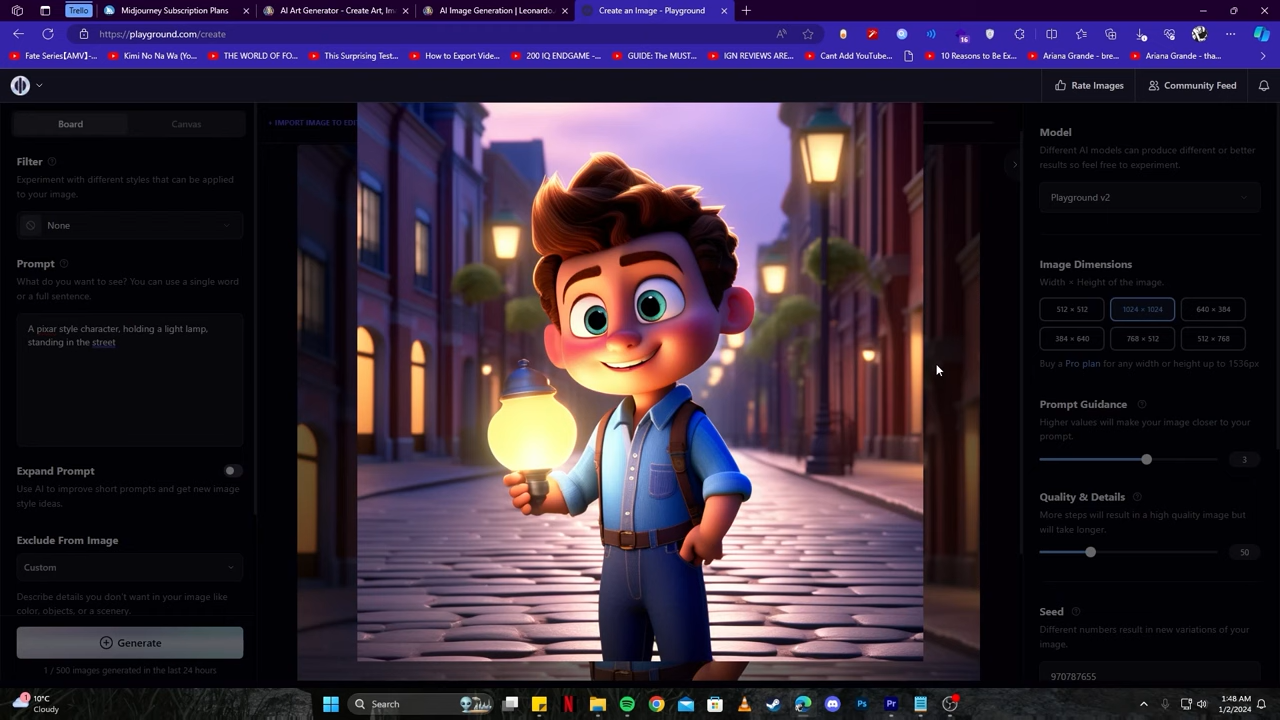 Trello
Midjourney Subscription Plans
AI Art Generator - Create Art, Im
AI Image Generation | Leonardo.
Create an Image - Playground
https://playground.com/create
16
Fate Series[AMV]-...
Kimi No Na Wa (Yo...
THE WORLD OF FO...
This Surprising Test...
How to Export Vide...
200 IQ ENDGAME -...
GUIDE: The MUST...
IGN REVIEWS ARE...
Cant Add YouTube...
10 Reasons to Be Ex...
Ariana Grande - bre...
Ariana Grande - tha...
Rate Images
Community Feed
Board
Canvas
+ IMPORT IMAGE TO EDI
Filter
Experiment with different styles that can be applied
to your image.
None
Prompt
What do you want to see? You can use a single word
or a full sentence.
A pixar style character, holding a light lamp,
standing in the street
Expand Prompt
Use AI to improve short prompts and get new image
style ideas.
Exclude From Image
Custom
Describe details you don't want in your image like
color, objects, or a scenery.
Generate
1 / 500 images generated in the last 24 hours
Model
Different AI models can produce different or better
results so feel free to experiment.
Playground v2
Image Dimensions
Width × Height of the image.
512 × 512
1024 × 1024
640 × 384
384 × 640
768 × 512
512 × 768
Buy a Pro plan for any width or height up to 1536px
Prompt Guidance
Higher values will make your image closer to your
prompt.
3
Quality & Details
More steps will result in a high quality image but
will take longer.
50
Seed
Different numbers result in new variations of your
image.
970787655
1
10°C
Cloudy
Search
Ps
Pr
1:48 AM
1/2/2024